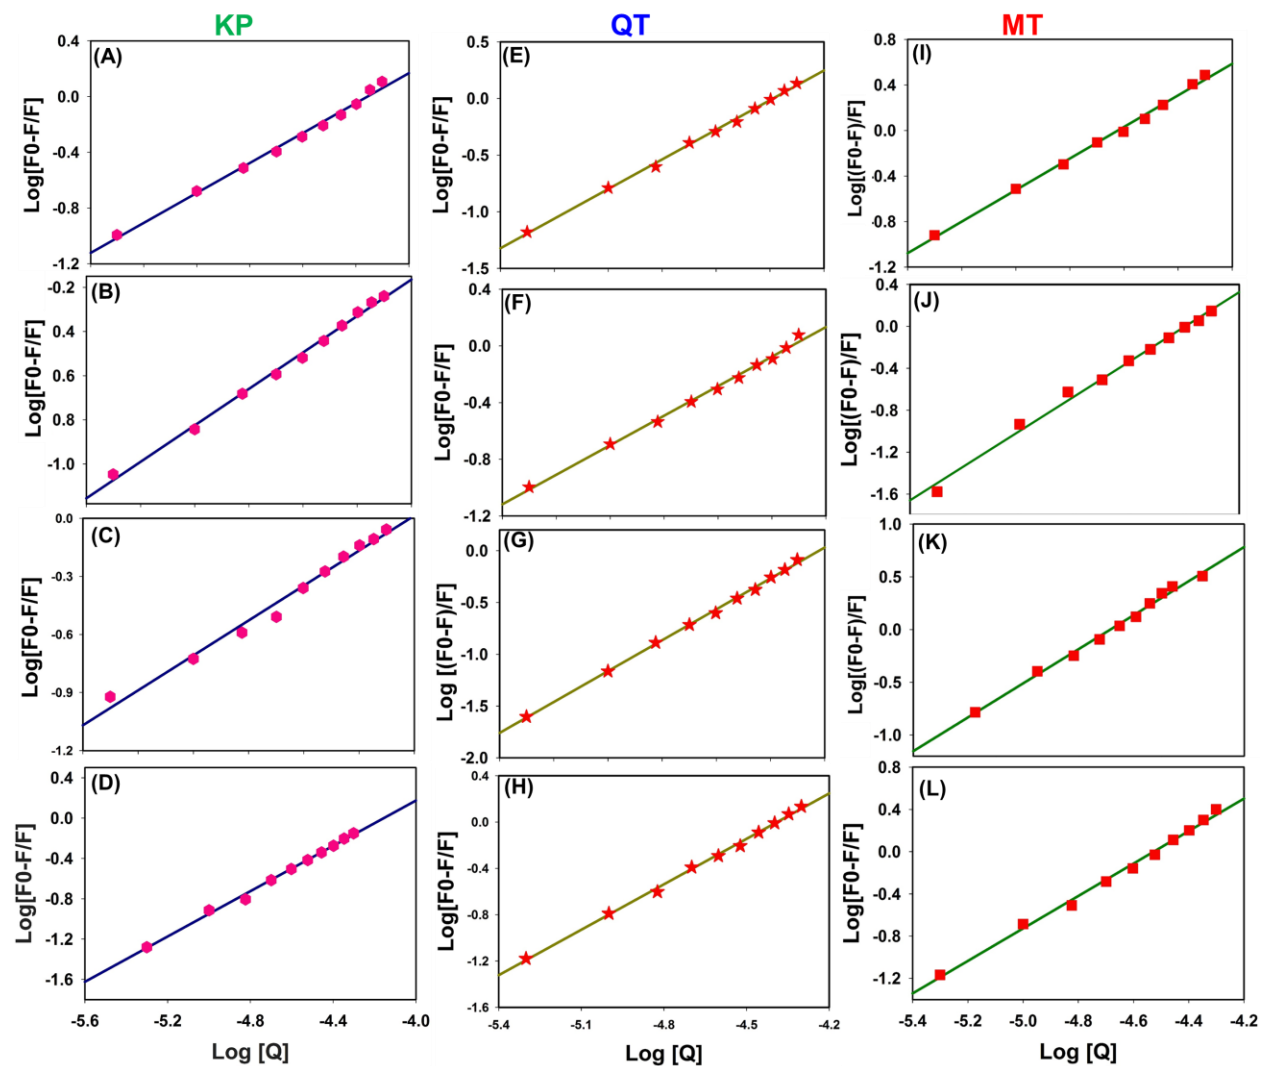 KP
QT
MT
(A)
0.4
0.0
-0.4
-0.8
-1.2
Log[F0-F/F]
(E)
0.5
0.0
-0.5
-1.0
-1.5
Log[F0-F/F]
(I)
0.8
0.4
0.0
-0.4
-0.8
-1.2
Log[(F0-F)/F]
(B)
-0.2
0.4
0.6
0.8
-1.0
Log[F0-F/F]
(F)
0.4
0.0
-0.4
-0.8
-1.2
Log[F0-F/F]
(J)
0.4
0.0
-0.4
-0.8
-1.2
-1.6
Log[(F0-F)/F]
(C)
0.0
-0.3
-0.6
-0.9
-1.2
Log[F0-F/F]
(G)
0.0
-0.5
-1.0
-1.5
-2.0
Log [(F0-F)/F]
(K)
1.0
0.5
0.0
-0.5
-1.0
Log[(F0-F)/F]
(D)
0.4
0.0
-0.4
-0.8
-1.2
-1.6
Log[F0-F/F]
-5.6 -5.2 -4.8 -4.4 -4.0
Log [Q]
(H)
0.4
0.0
-0.4
-0.8
-1.2
-1.6
Log[F0-F/F]
-5.4 -5.1 -4.8 -4.5 -4.2
Log [Q]
(L)
0.8
0.4
0.0
-0.4
-0.8
-1.2
Log[F0-F/F]
-5.4 -5.2 -5.0 -4.8 -4.6 -4.4 -4.2
Log [Q]